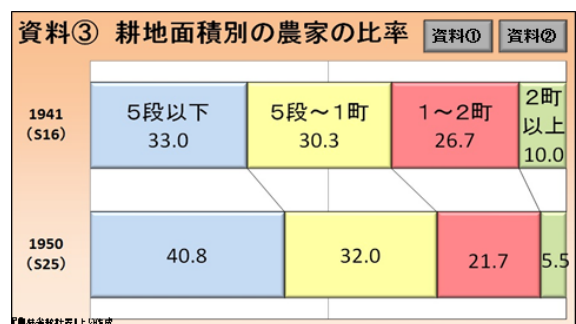 資料③ 耕地面積別の農家の比率
資料①
資料②
1941
(S16)
5段以下
33.0
5段～1町
30.3
1～2町
26.7
2町
以上
10.0
1950
(S25)
40.8
32.0
21.7
5.5